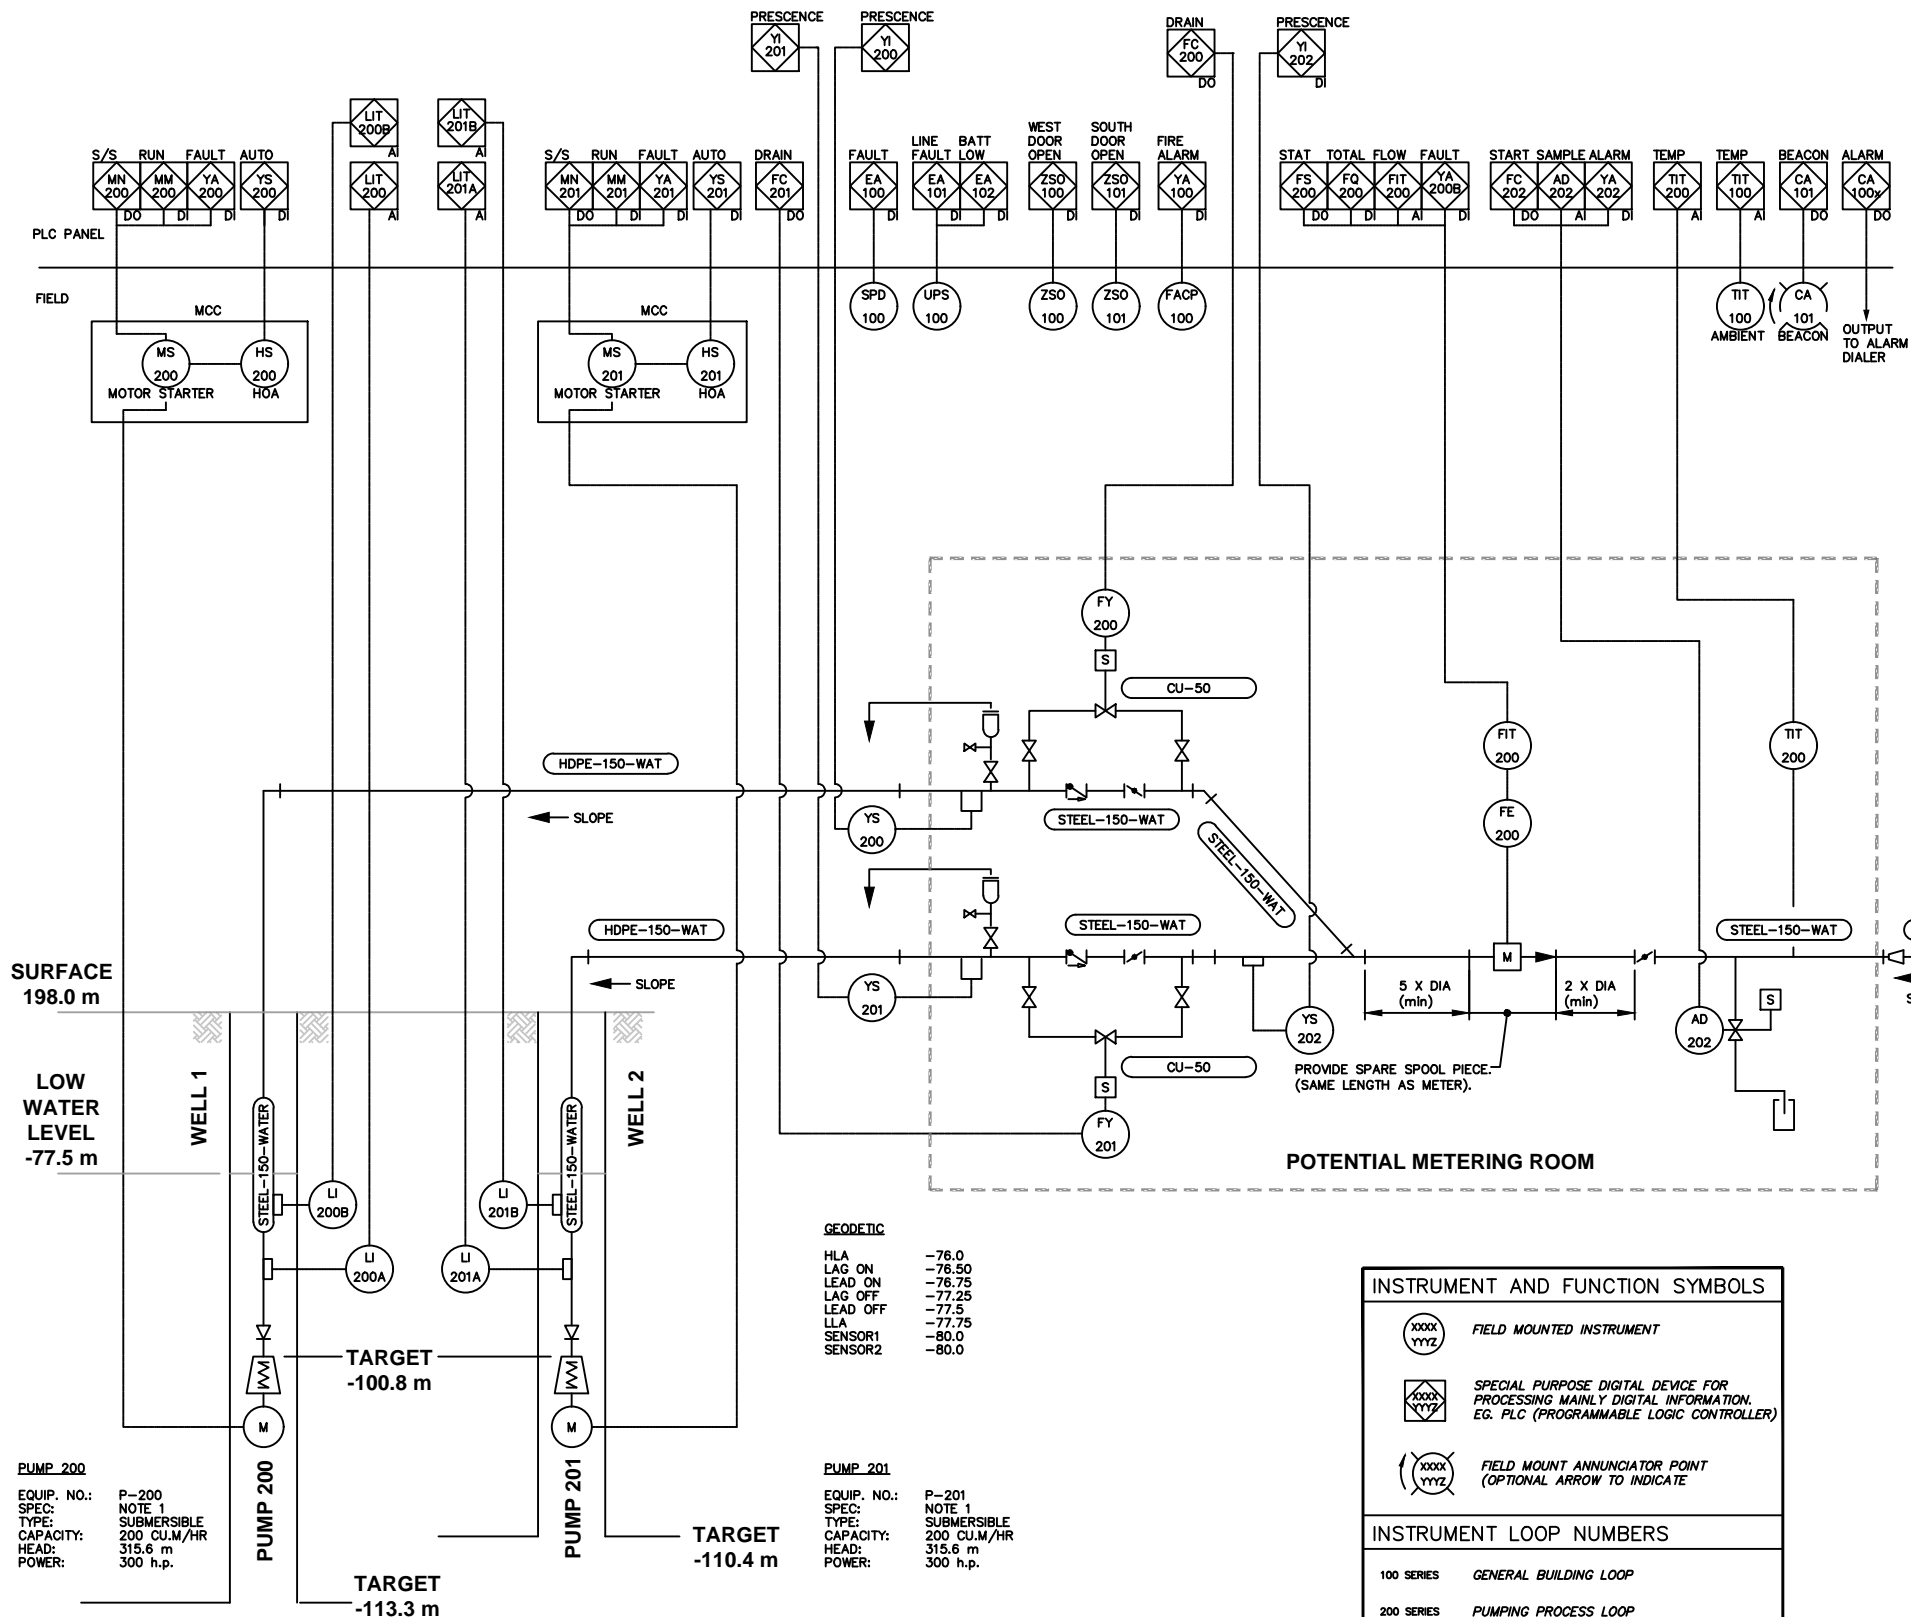 PRESCENCE
YI
201
PRESCENCE
YI
200
DRAIN
FC
200
DO
PRESCENCE
YI
202
DI
LIT
200B
AI
LIT
201B
AI
S/S RUN FAULT AUTO
MN
200
DO
MM
200
DI
YA
200
DI
YS
200
DI
LIT
200
AI
LIT
201A
AI
S/S RUN FAULT AUTO DRAIN
MN
201
DO
MM
201
DI
YA
201
DI
YS
201
DI
FC
201
DO
FAULT
EA
100
DI
LINE
FAULT
EA
101
DI
BATT
LOW
EA
102
DI
WEST
DOOR
OPEN
ZSO
100
DI
SOUTH
DOOR
OPEN
ZSO
101
DI
FIRE
ALARM
YA
100
DI
STAT TOTAL FLOW FAULT
FS
200
DO
FQ
200
DI
FIT
200
AI
YA
200B
DI
START SAMPLE ALARM
FC
202
DO
AD
202
AI
YA
202
DI
TEMP
TIT
200
AI
TEMP
TIT
100
AI
BEACON
CA
101
DO
ALARM
CA
100x
DO
PLC PANEL
FIELD
MCC
MS
200
MOTOR STARTER
HS
200
HOA
MCC
MS
201
MOTOR STARTER
HS
201
HOA
SPD
100
UPS
100
ZSO
100
ZSO
101
FACP
100
TIT
100
AMBIENT
CA
101
BEACON
OUTPUT
TO ALARM
DIALER
FY
200
S
CU-50
FIT
200
TIT
200
HDPE-150-WAT
SLOPE
YS
200
STEEL-150-WAT
FE
200
STEEL-150-WAT
HDPE-150-WAT
SLOPE
YS
201
STEEL-150-WAT
M
STEEL-150-WAT
5 X DIA
(min)
2 X DIA
(min)
S
YS
202
AD
202
PROVIDE SPARE SPOOL PIECE.
(SAME LENGTH AS METER).
CU-50
S
FY
201
POTENTIAL METERING ROOM
SURFACE
198.0 m
LOW
WATER
LEVEL
-77.5 m
WELL 1
STEEL-150-WATER
STEEL-150-WATER
WELL 2
LI
200B
LI
201B
LI
200A
LI
201A
TARGET
-100.8 m
M
M
PUMP 200
PUMP 201
GEODETIC
HLA -76.0
LAG ON -76.50
LEAD ON -76.75
LAG OFF -77.25
LEAD OFF -77.5
LLA -77.75
SENSOR1 -80.0
SENSOR2 -80.0
PUMP 200
EQUIP. NO.: P-200
SPEC: NOTE 1
TYPE: SUBMERSIBLE
CAPACITY: 200 CU.M/HR
HEAD: 315.6 m
POWER: 300 h.p.
TARGET
-113.3 m
TARGET
-110.4 m
PUMP 201
EQUIP. NO.: P-201
SPEC: NOTE 1
TYPE: SUBMERSIBLE
CAPACITY: 200 CU.M/HR
HEAD: 315.6 m
POWER: 300 h.p.
INSTRUMENT AND FUNCTION SYMBOLS
XXXX
YYYZ
FIELD MOUNTED INSTRUMENT
XXXX
YYYZ
SPECIAL PURPOSE DIGITAL DEVICE FOR
PROCESSING MAINLY DIGITAL INFORMATION.
EG. PLC (PROGRAMMABLE LOGIC CONTROLLER)
XXXX
YYYZ
FIELD MOUNT ANNUNCIATOR POINT
(OPTIONAL ARROW TO INDICATE
INSTRUMENT LOOP NUMBERS
100 SERIES GENERAL BUILDING LOOP
200 SERIES PUMPING PROCESS LOOP